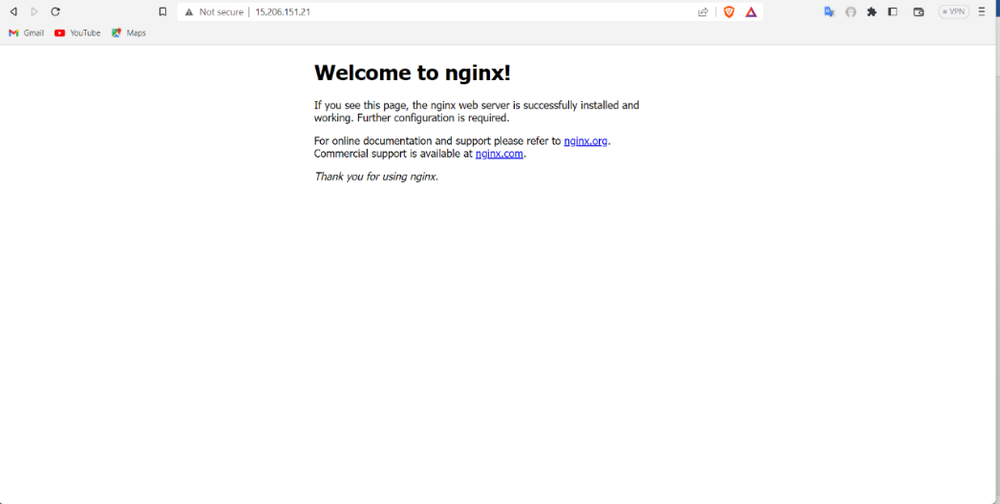 Not secure | 15.206.151.21
VPN
Gmail YouTube Maps
Welcome to nginx!
If you see this page, the nginx web server is successfully installed and
working. Further configuration is required.
For online documentation and support please refer to nginx.org.
Commercial support is available at nginx.com.
Thank you for using nginx.